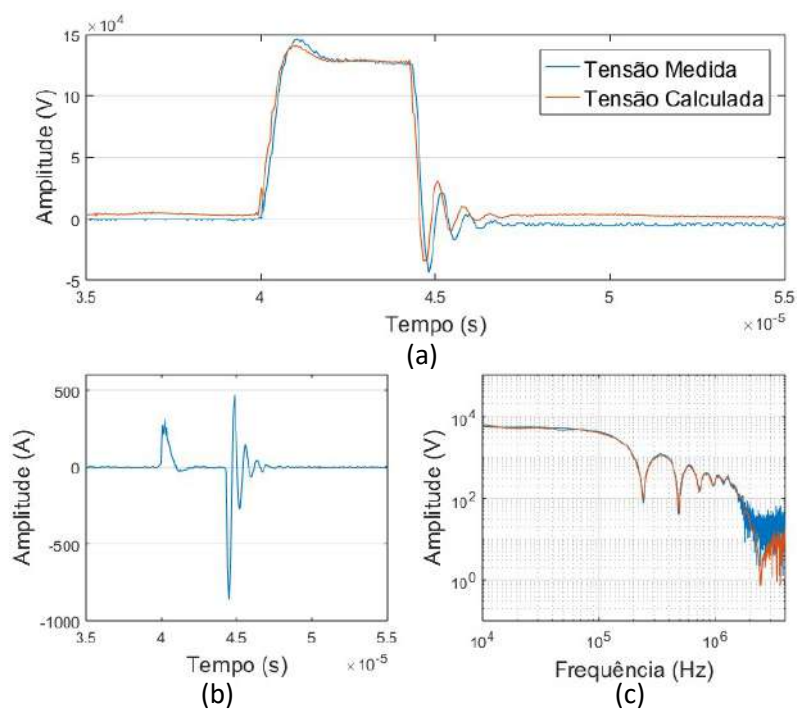 ×10⁴
15
10
5
0
-5
Amplitude (V)
Tensão Medida
Tensão Calculada
3.5 4 4.5 5 5.5
Tempo (s)
×10⁻⁵
(a)
500
0
-500
-1000
Amplitude (A)
3.5 4 4.5 5 5.5
Tempo (s)
×10⁻⁵
(b)
10⁴
10²
10⁰
Amplitude (V)
10⁴ 10⁵ 10⁶
Frequência (Hz)
(c)